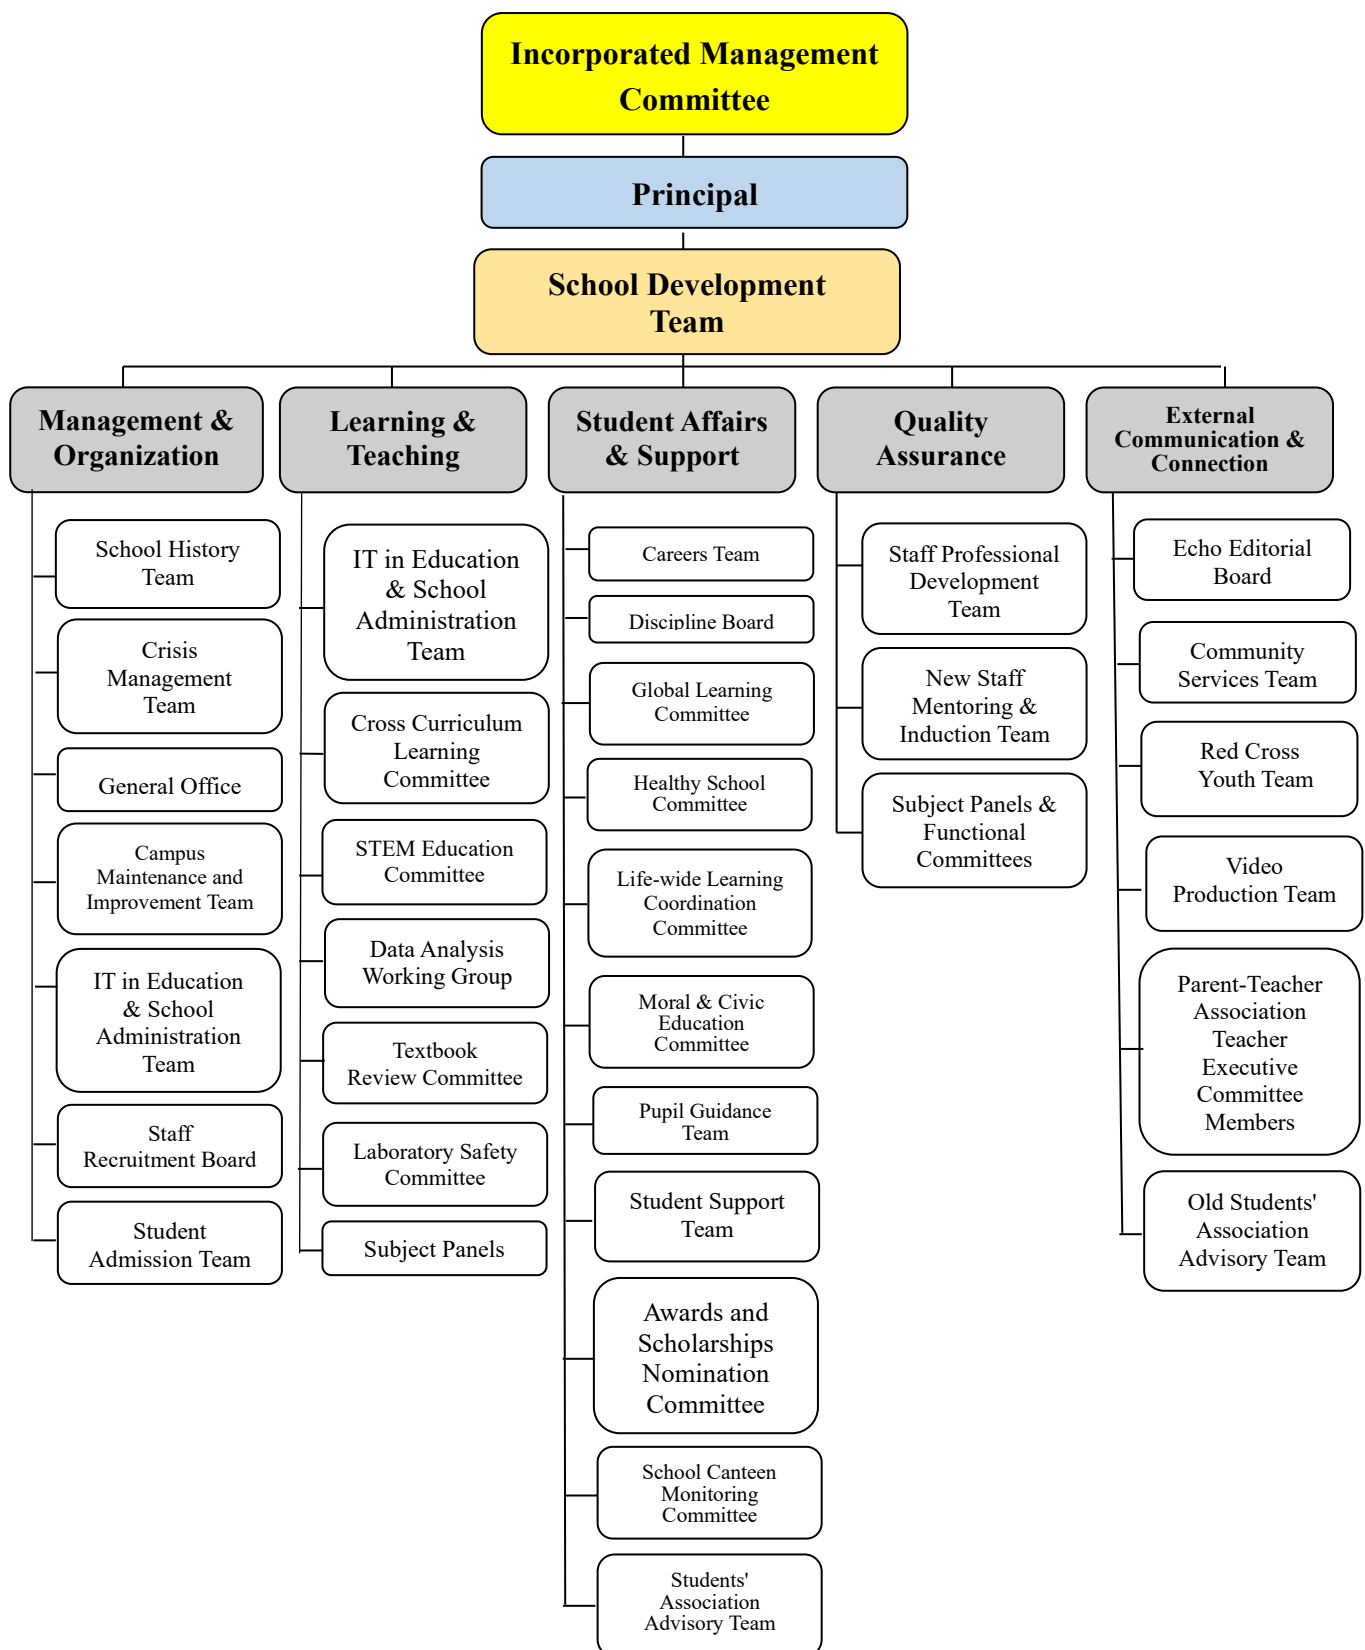 Incorporated Management
Committee
Principal
School Development
Team
Management &
Organization
School History
Team
Crisis
Management
Team
General Office
Campus
Maintenance and
Improvement Team
IT in Education
& School
Administration
Team
Staff
Recruitment Board
Student
Admission Team
Learning &
Teaching
IT in Education
& School
Administration
Team
Cross Curriculum
Learning
Committee
STEM Education
Committee
Data Analysis
Working Group
Textbook
Review Committee
Laboratory Safety
Committee
Subject Panels
Student Affairs
& Support
Careers Team
Discipline Board
Global Learning
Committee
Healthy School
Committee
Life-wide Learning
Coordination
Committee
Moral & Civic
Education
Committee
Pupil Guidance
Team
Student Support
Team
Awards and
Scholarships
Nomination
Committee
School Canteen
Monitoring
Committee
Students'
Association
Advisory Team
Quality
Assurance
Staff Professional
Development
Team
New Staff
Mentoring &
Induction Team
Subject Panels &
Functional
Committees
External
Communication &
Connection
Echo Editorial
Board
Community
Services Team
Red Cross
Youth Team
Video
Production Team
Parent-Teacher
Association
Teacher
Executive
Committee
Members
Old Students'
Association
Advisory Team